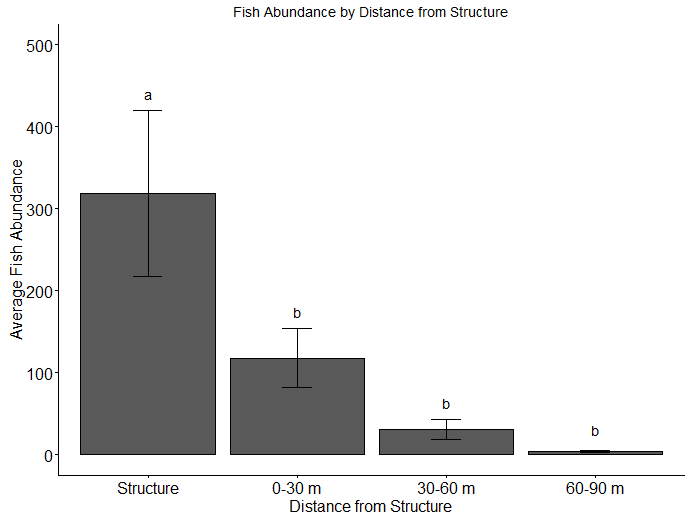 Fish Abundance by Distance from Structure
500
400
300
200
100
0
Average Fish Abundance
a
b
b
b
Structure
0-30 m
30-60 m
60-90 m
Distance from Structure